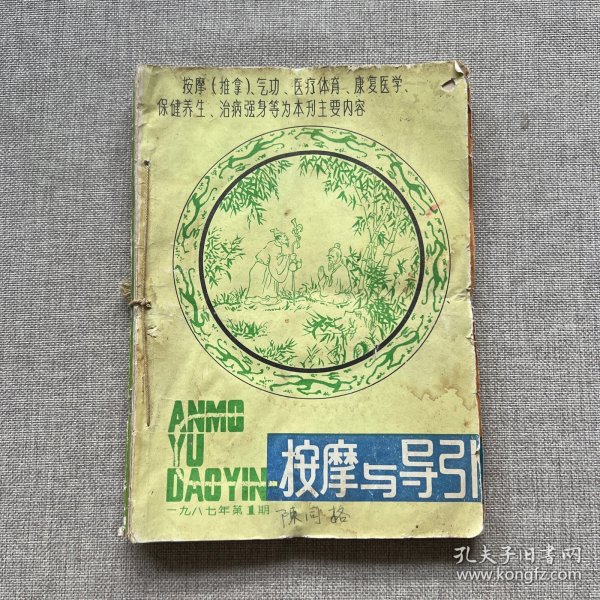 按摩(推拿)、气功、医疗体育、康复医学、
保健养生、治病强身等为本刊主要内容
ANMO
YU
DAOYIN
按摩与导引
一九八七年第1期
陳同格
孔夫子旧书网
www.kongfz.com